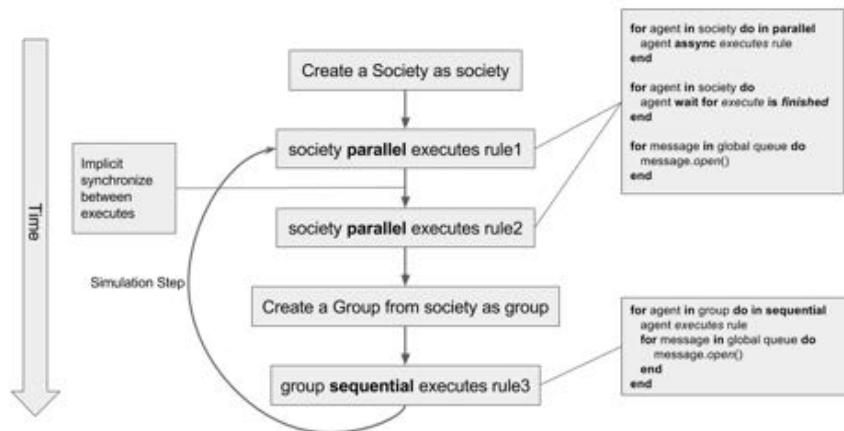 Create a Society as society
society parallel executes rule1
Implicit
synchronize
between
executes
society parallel executes rule2
Simulation Step
Create a Group from society as group
group sequential executes rule3
Time
for agent in society do in parallel
agent assync executes rule
end
for agent in society do
agent wait for execute is finished
end
for message in global queue do
message.open()
end
for agent in group do in sequential
agent executes rule
for message in global queue do
message.open()
end
end